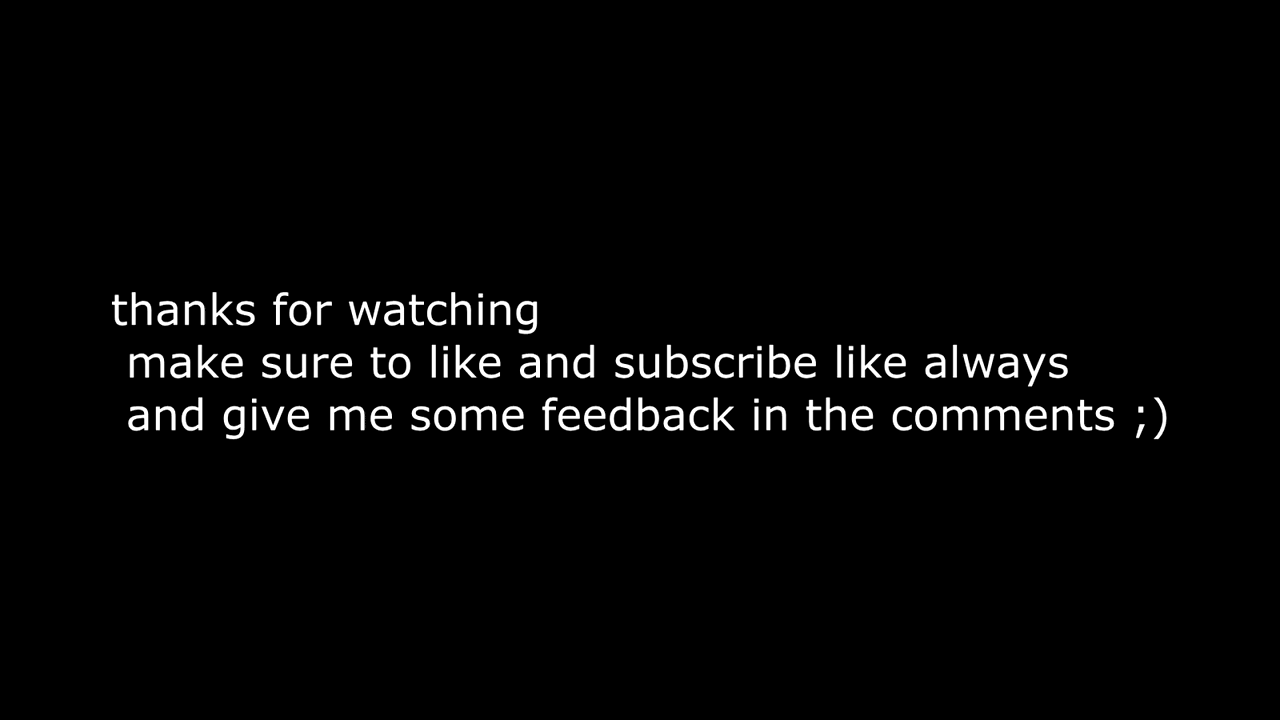 thanks for watching
make sure to like and subscribe like always
and give me some feedback in the comments ;)